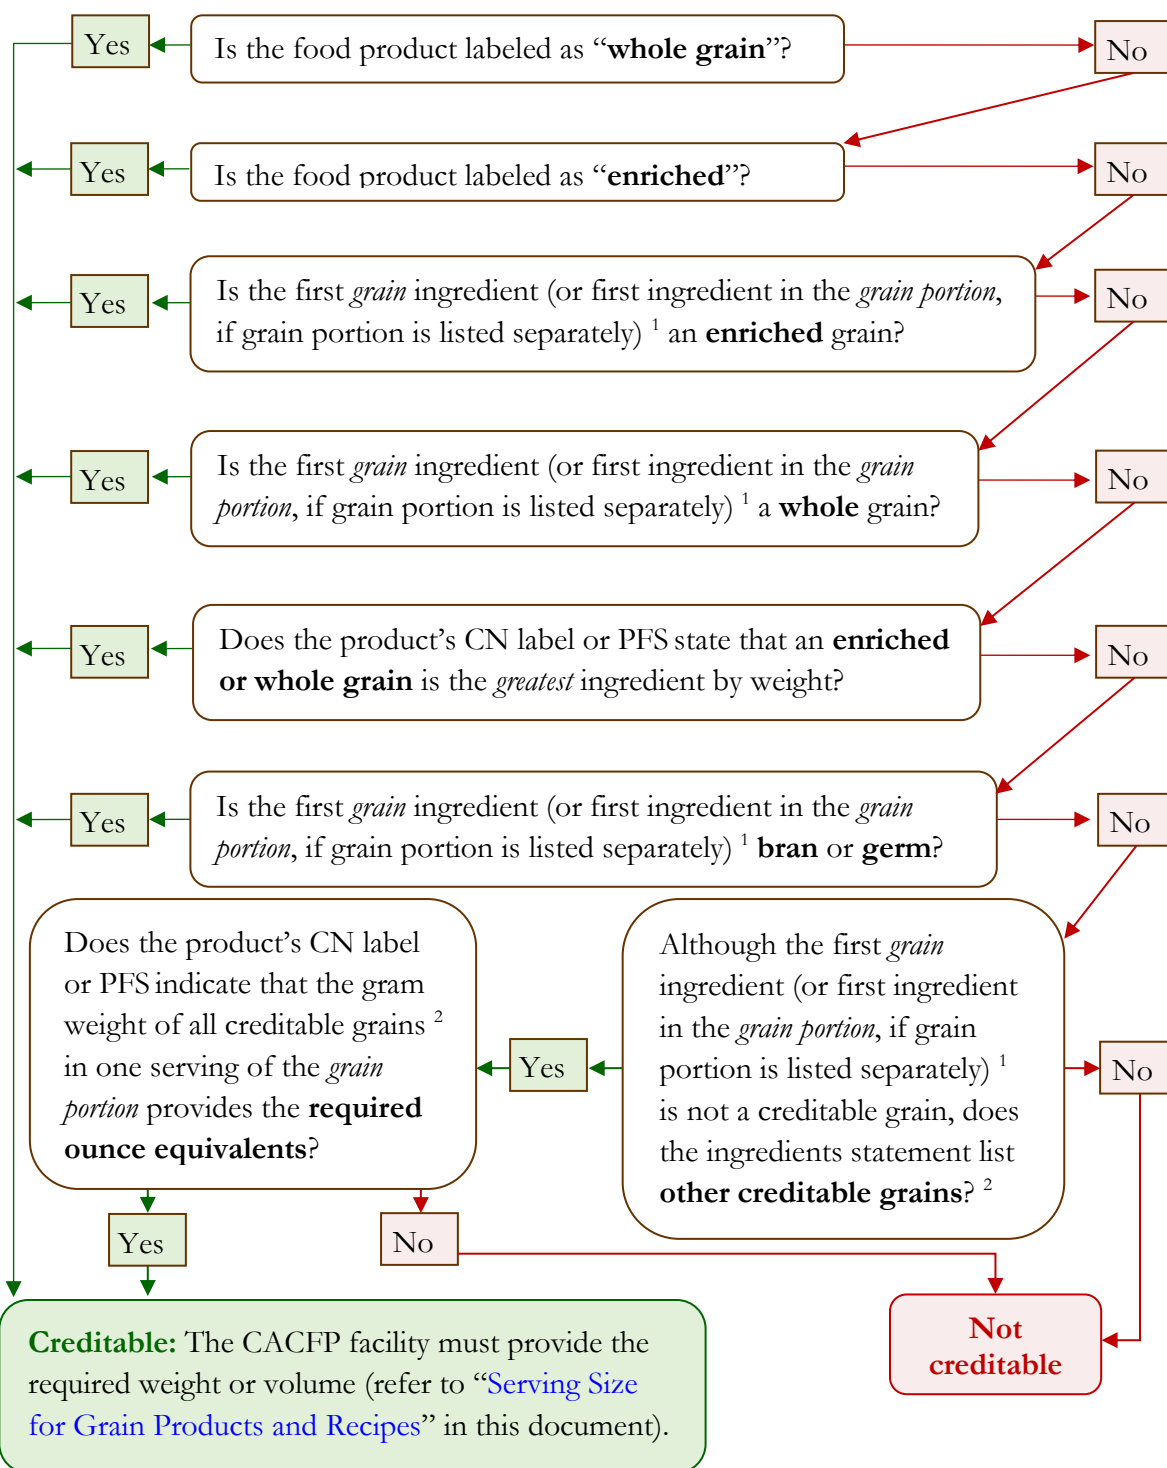 Yes
Is the food product labeled as “whole grain”?
No
Yes
Is the food product labeled as “enriched”?
No
Yes
Is the first grain ingredient (or first ingredient in the grain portion,
if grain portion is listed separately) 1 an enriched grain?
No
Yes
Is the first grain ingredient (or first ingredient in the grain
portion, if grain portion is listed separately) 1 a whole grain?
No
Yes
Does the product’s CN label or PFS state that an enriched
or whole grain is the greatest ingredient by weight?
No
Yes
Is the first grain ingredient (or first ingredient in the grain
portion, if grain portion is listed separately) 1 bran or germ?
No
Although the first grain
ingredient (or first ingredient
in the grain portion, if grain
portion is listed separately) 1
is not a creditable grain, does
the ingredients statement list
other creditable grains? 2
No
Yes
Does the product’s CN label
or PFS indicate that the gram
weight of all creditable grains 2
in one serving of the grain
portion provides the required
ounce equivalents?
Yes
No
Creditable: The CACFP facility must provide the
required weight or volume (refer to “Serving Size
for Grain Products and Recipes” in this document).
Not
creditable